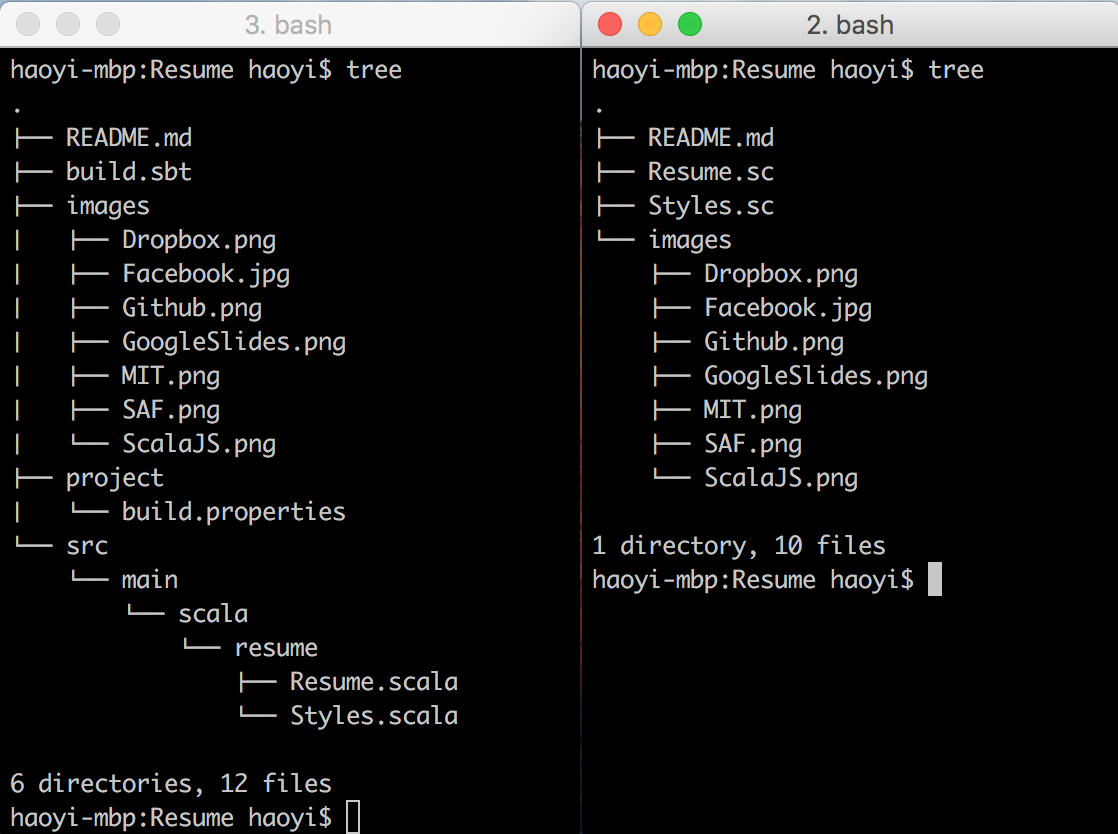 3. bash
haoyi-mbp:Resume haoyi$ tree
.
├── README.md
├── build.sbt
├── images
│   ├── Dropbox.png
│   ├── Facebook.jpg
│   ├── Github.png
│   ├── GoogleSlides.png
│   ├── MIT.png
│   ├── SAF.png
│   └── ScalaJS.png
├── project
│   └── build.properties
└── src
    └── main
        └── scala
            └── resume
                ├── Resume.scala
                └── Styles.scala

6 directories, 12 files
haoyi-mbp:Resume haoyi$
2. bash
haoyi-mbp:Resume haoyi$ tree
.
├── README.md
├── Resume.sc
├── Styles.sc
└── images
    ├── Dropbox.png
    ├── Facebook.jpg
    ├── Github.png
    ├── GoogleSlides.png
    ├── MIT.png
    ├── SAF.png
    └── ScalaJS.png

1 directory, 10 files
haoyi-mbp:Resume haoyi$